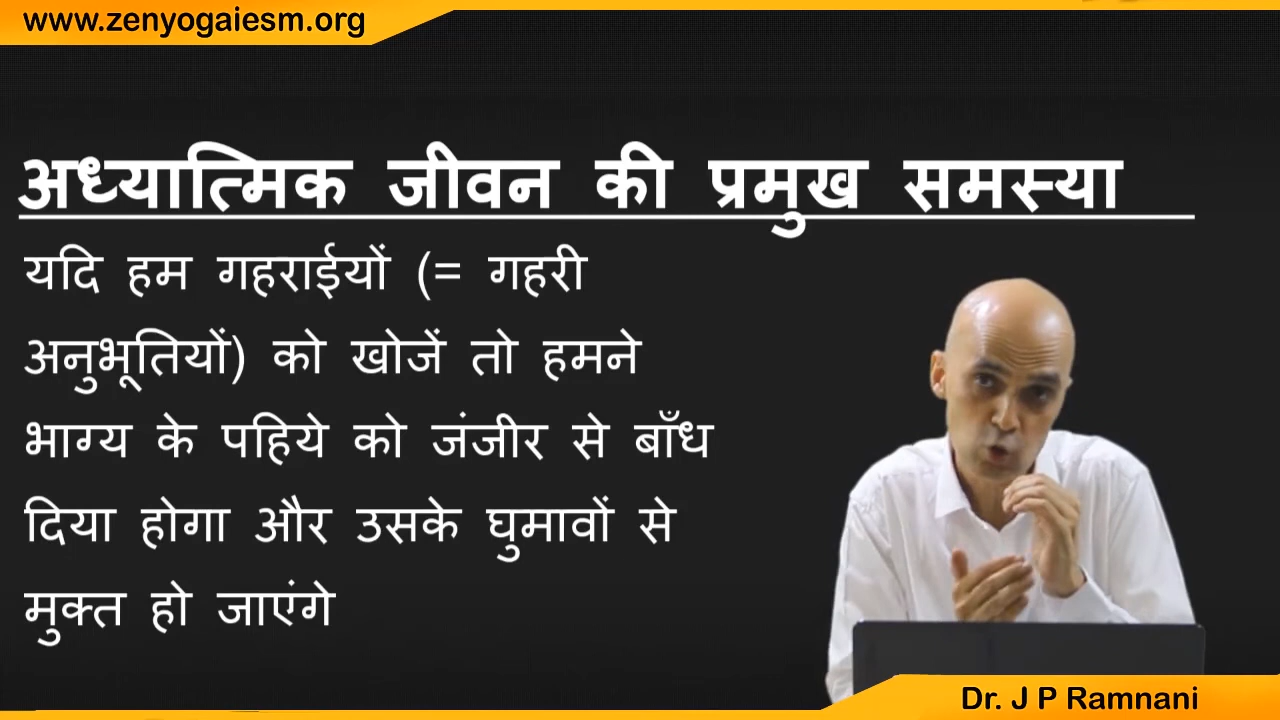 www.zenyogaiesm.org
अध्यात्मिक जीवन की प्रमुख समस्या
यदि हम गहराईयों (= गहरी
अनुभूतियों) को खोजें तो हमने
भाग्य के पहिये को जंजीर से बाँध
दिया होगा और उसके घुमावों से
मुक्त हो जाएंगे
Dr. J P Ramnani